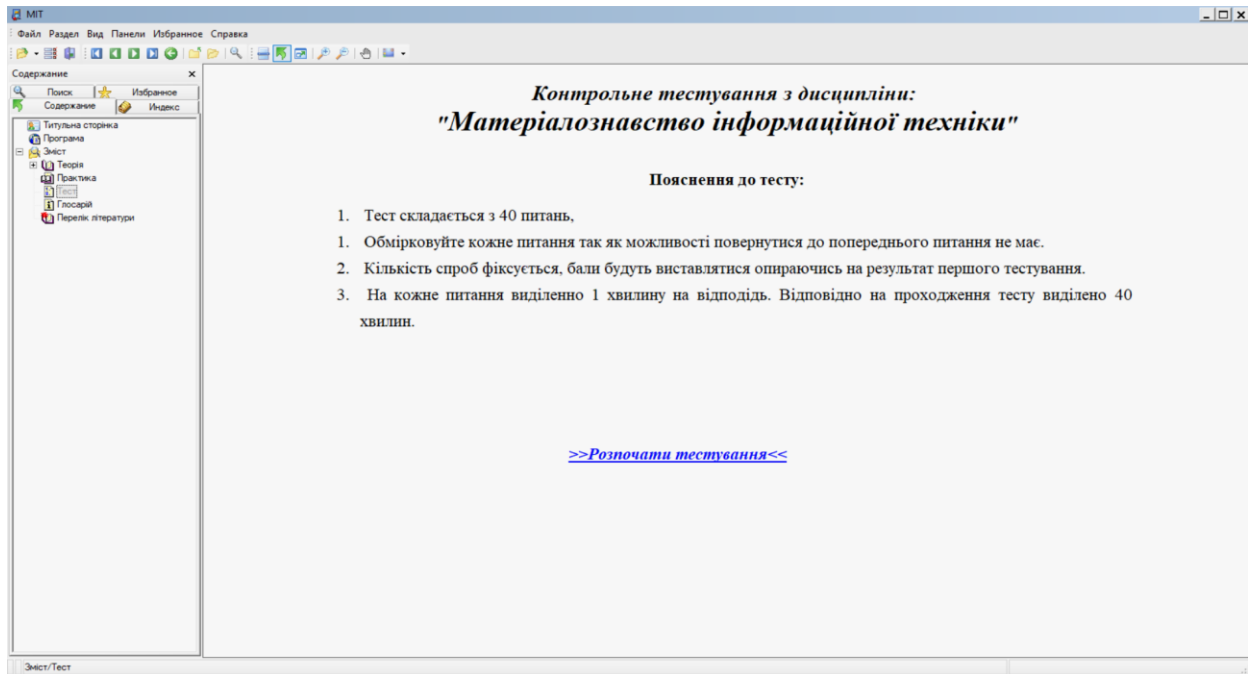 МІТ
Файл Раздел Вид Панели Избранное Справка
Содержание
Поиск Избранное
Содержание Индекс
Титульна сторінка
Програма
Зміст
Теорія
Практика
Тест
Глосарій
Перелік літератури
Контрольне тестування з дисципліни:
"Матеріалознавство інформаційної техніки"
Пояснення до тесту:
1. Тест складається з 40 питань,
1. Обмірковуйте кожне питання так як можливості повернутися до попереднього питання не має.
2. Кількість спроб фіксується, бали будуть виставлятися опираючись на результат першого тестування.
3. На кожне питання виділенно 1 хвилину на відподідь. Відповідно на проходження тесту виділено 40
хвилин.
>>Розпочати тестування<<
Зміст/Тест